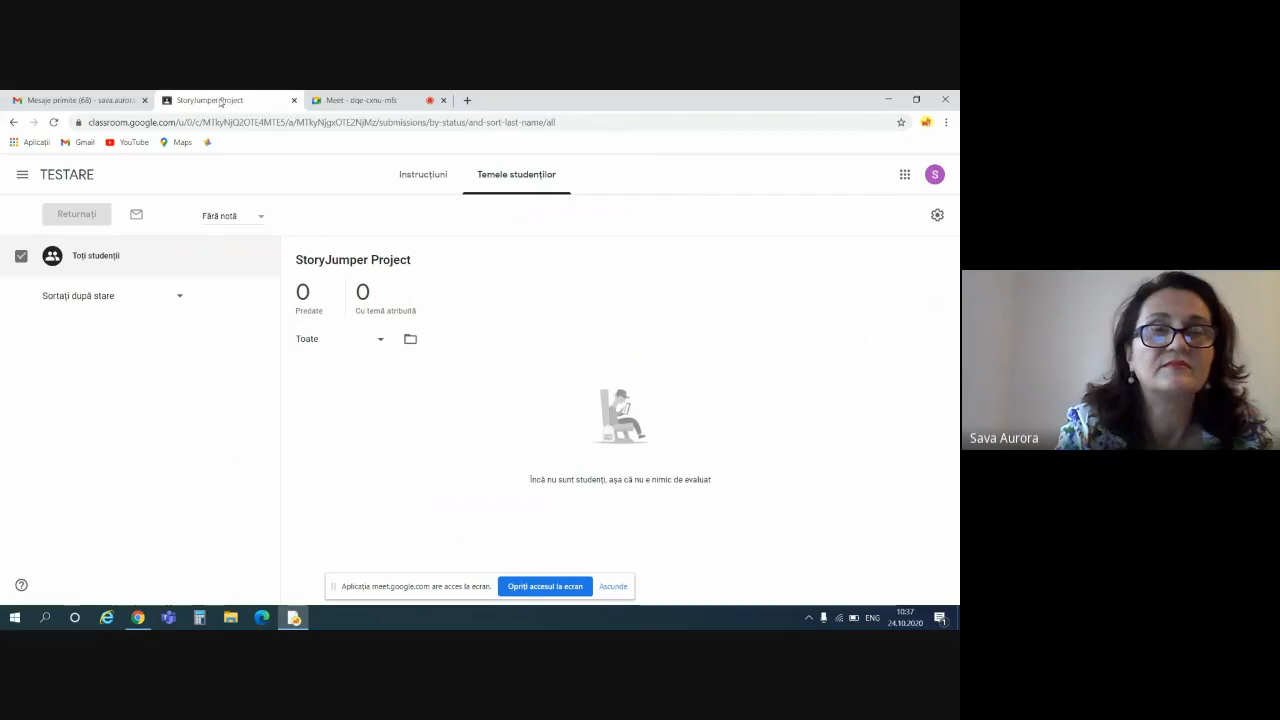 Mesaje primite (68) - sava.aurora
StoryJumper Project
Meet - dqe-cxnu-mfs
classroom.google.com/u/0/c/MTkyNjQ2OTE4MTE5/a/MTkyNjgxOTE2NjMz/submissions/by-status/and-sort-last-name/all
Aplicații
Gmail
YouTube
Maps
TESTARE
Instrucțiuni
Temele studenților
S
Returnați
Fără notă
Toți studenții
Sortați după stare
StoryJumper Project
0
0
Predate
Cu temă atribuită
Toate
Încă nu sunt studenți, așa că nu e nimic de evaluat
Aplicația meet.google.com are acces la ecran.
Opriți accesul la ecran
Ascunde
ENG
10:37
24.10.2020
1
Sava Aurora